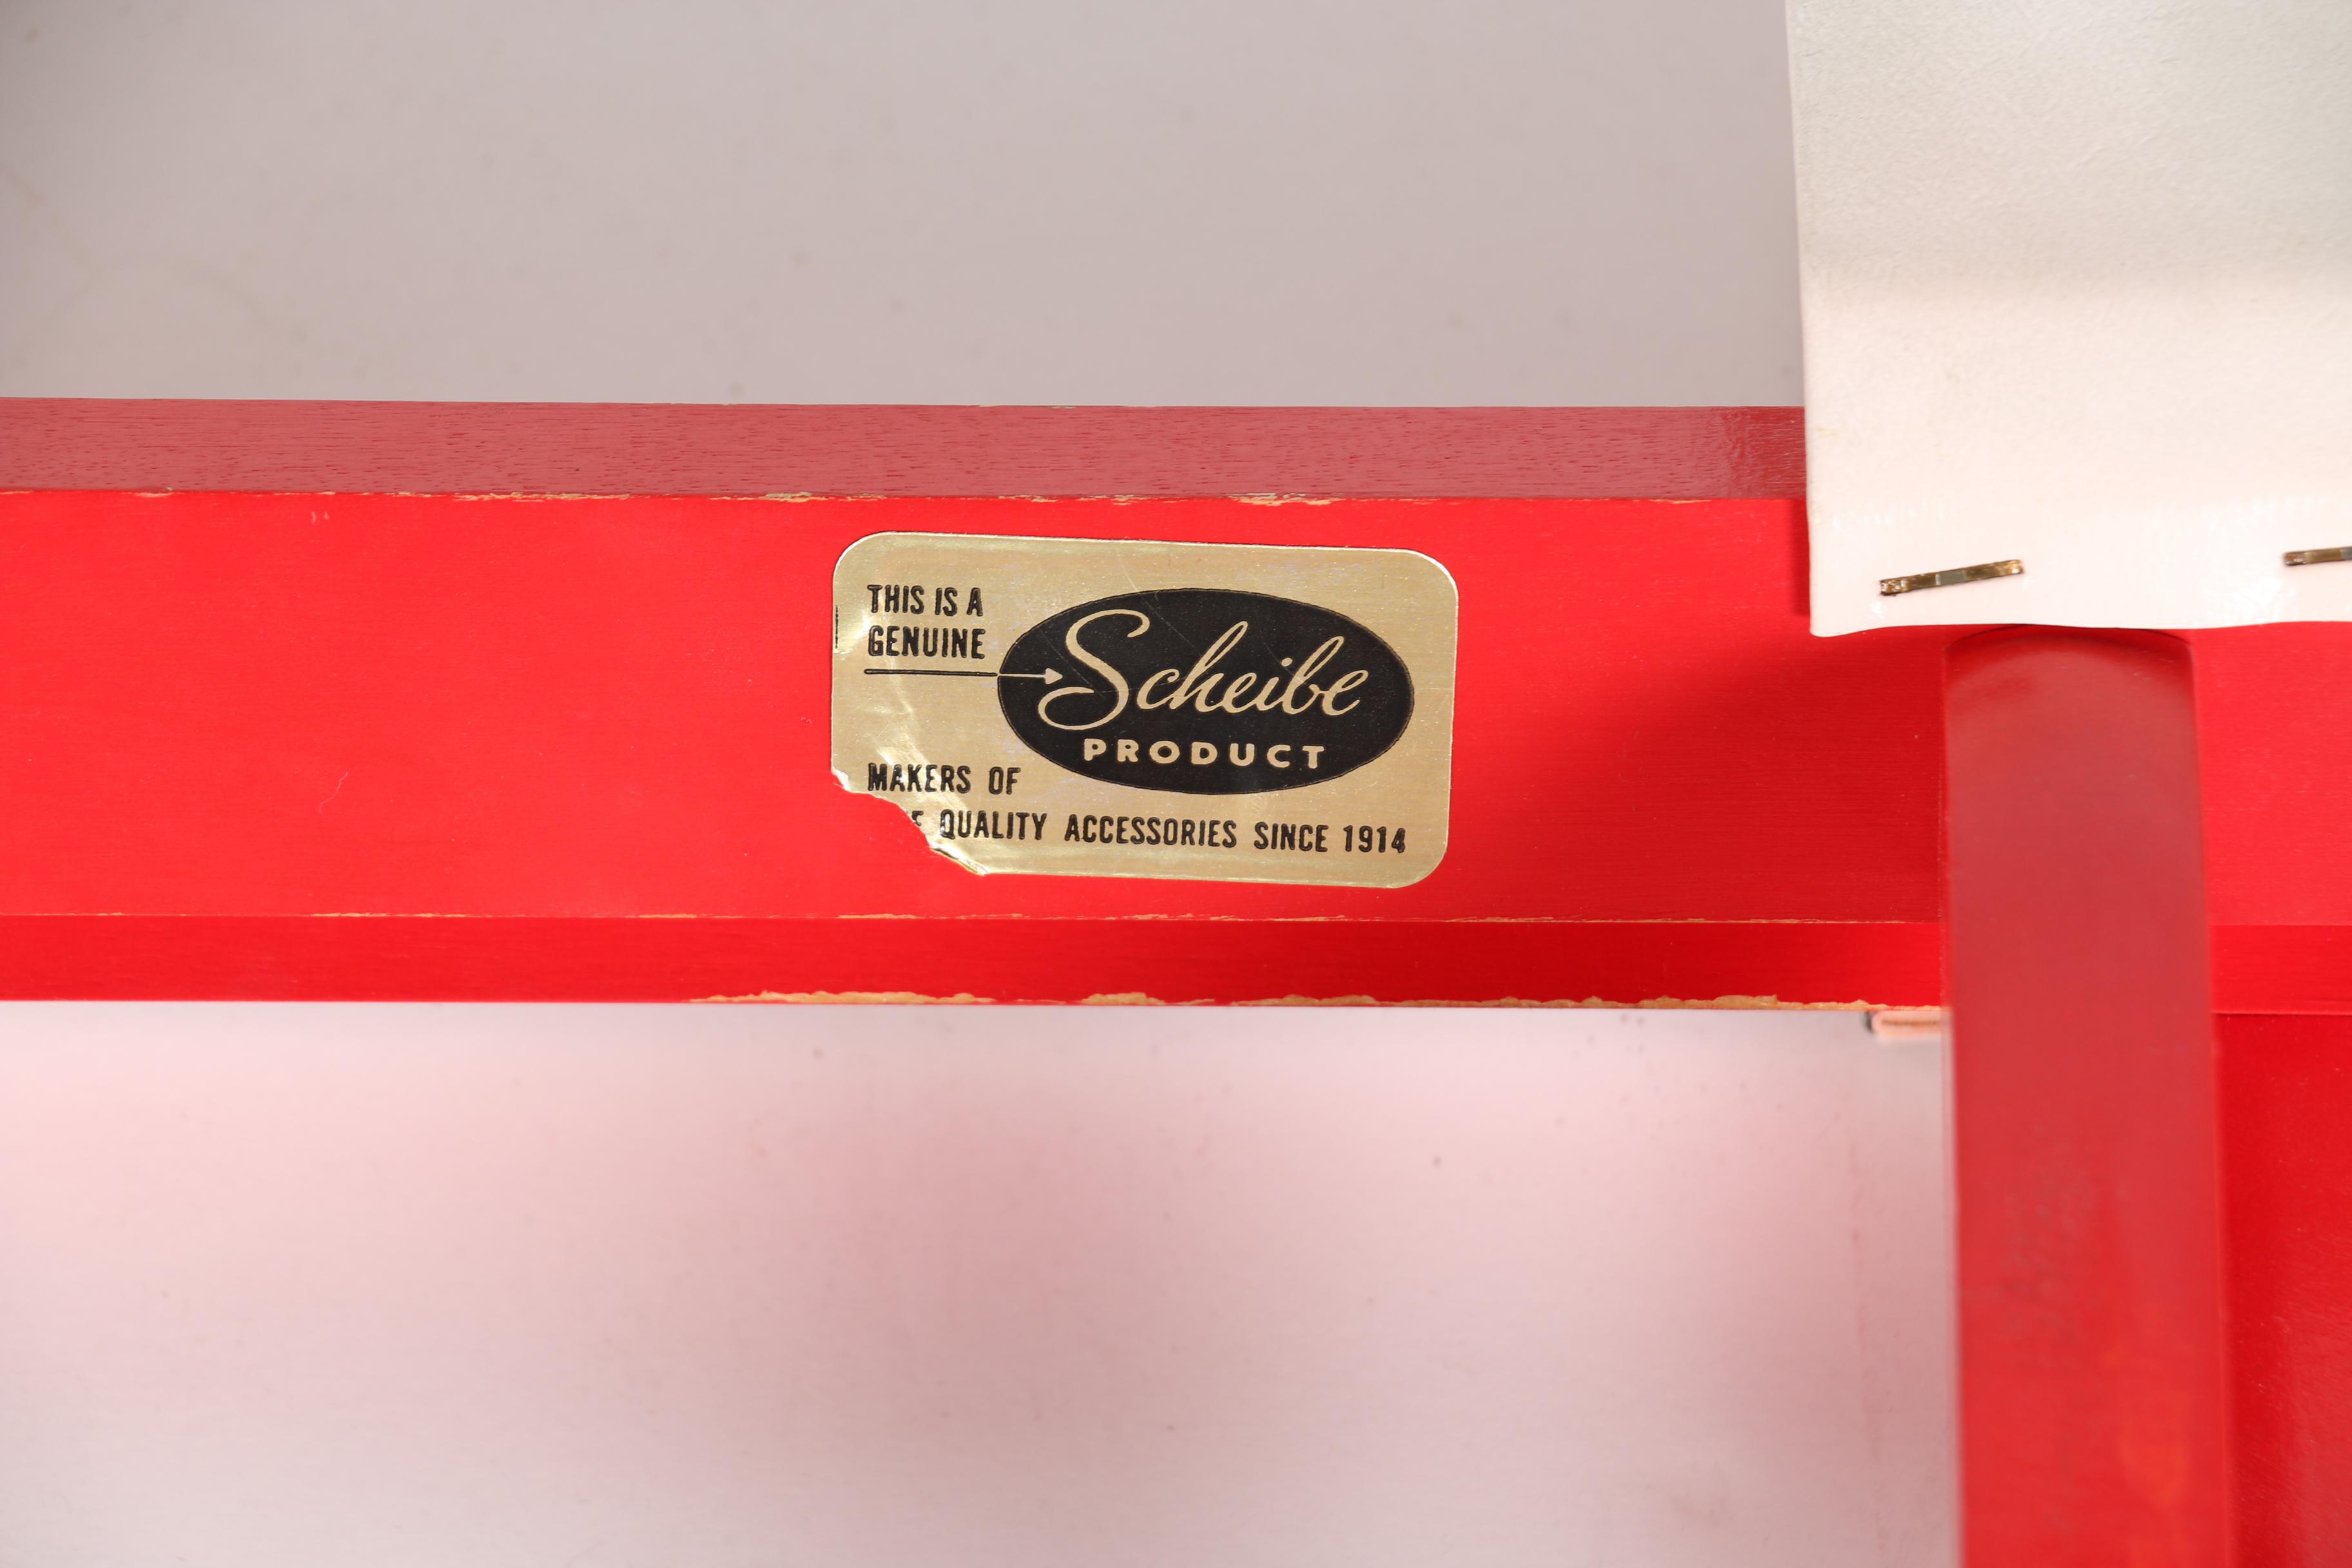 THIS IS A
GENUINE
Scheibe
PRODUCT
MAKERS OF
QUALITY ACCESSORIES SINCE 1914